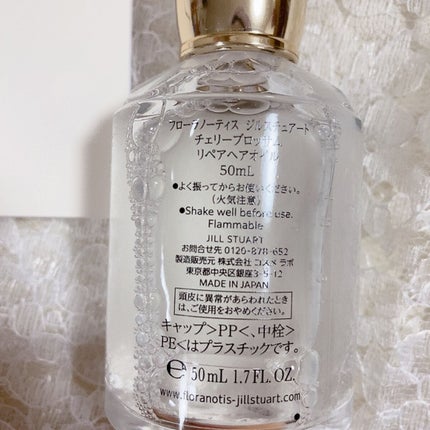 フローラノーティス ジルスチュアート
チェリーブロッサム
リペアヘアオイル
50mL
●よく振ってからお使いください。
(火気注意)
●Shake well before use.
Flammable
JILL STUART
お問合せ先 0120-878-652
製造販売元 株式会社 コスメ ラボ
東京都中央区銀座3-5-12
MADE IN JAPAN
頭皮に異常があらわれたとき
は、ご使用をおやめください。
キャップ>PP<、中栓>
PE<はプラスチックです。
℮ 50mL 1.7 FL. OZ.
www.floranotis-jillstuart.com